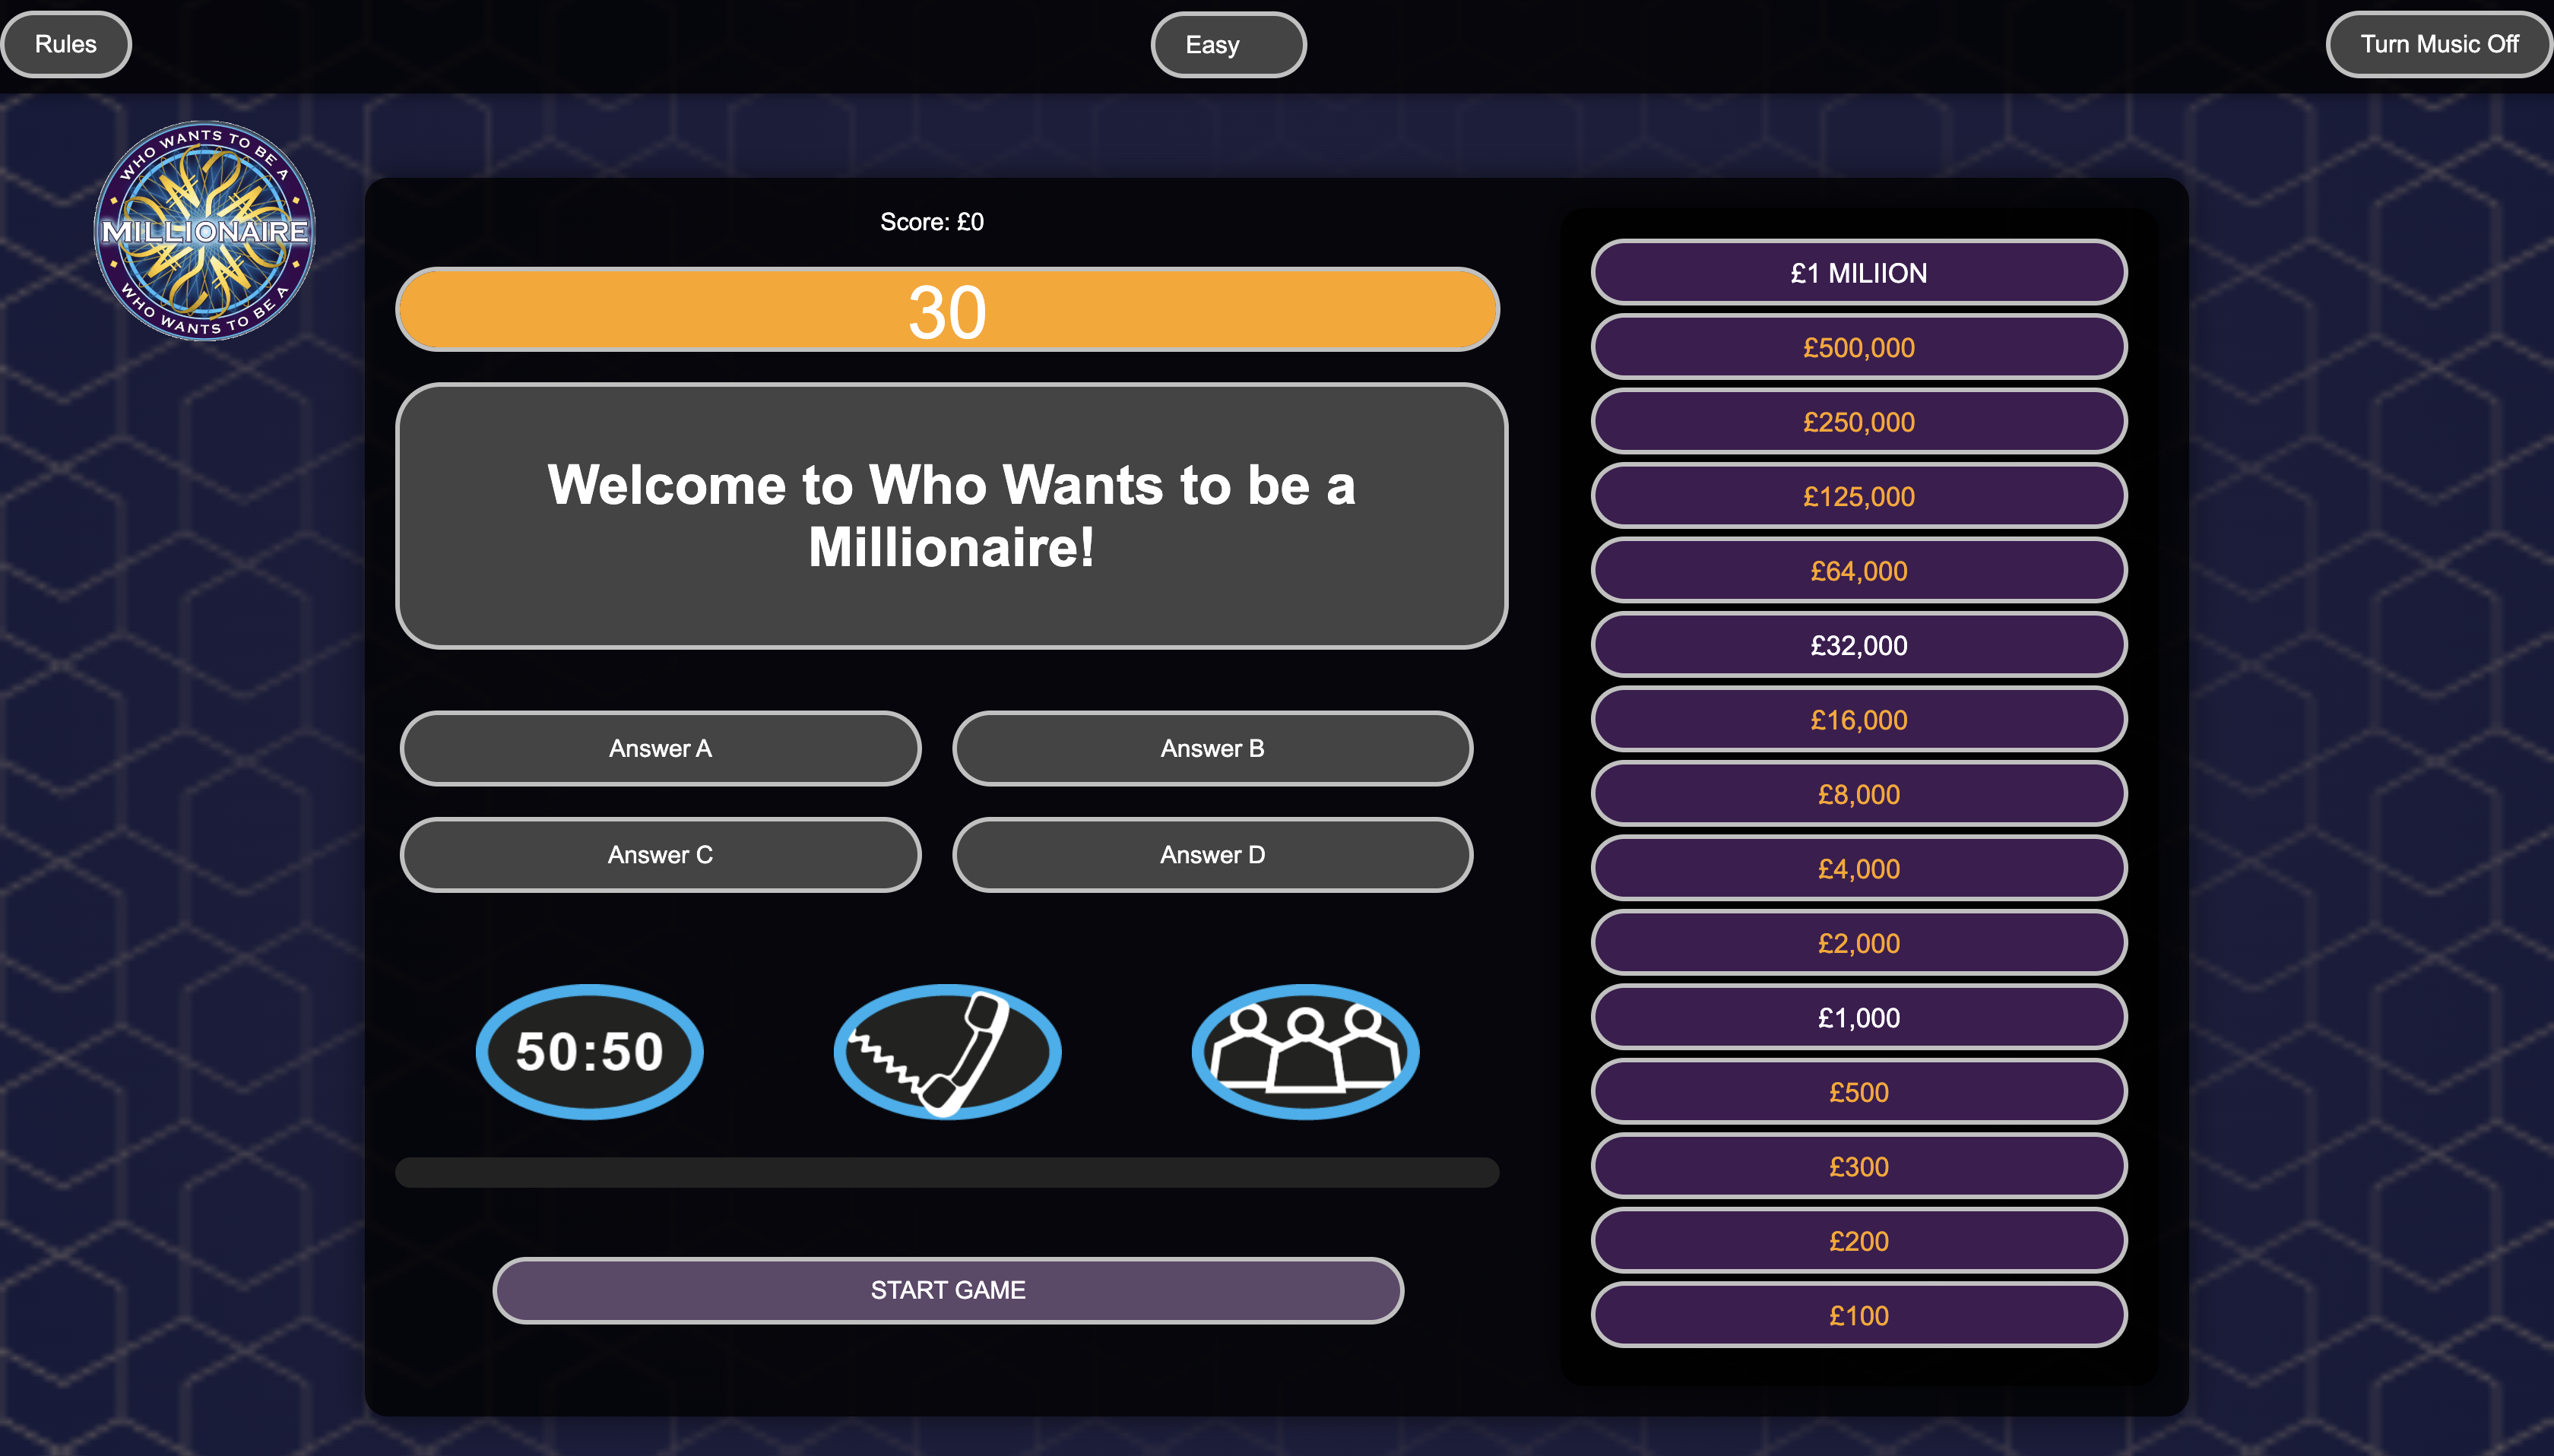 Rules
Easy
Turn Music Off
WHO WANTS TO BE A
MILLIONAIRE
WHO WANTS TO BE A
Score: £0
30
Welcome to Who Wants to be a
Millionaire!
Answer A
Answer B
Answer C
Answer D
50:50
START GAME
£1 MILIION
£500,000
£250,000
£125,000
£64,000
£32,000
£16,000
£8,000
£4,000
£2,000
£1,000
£500
£300
£200
£100